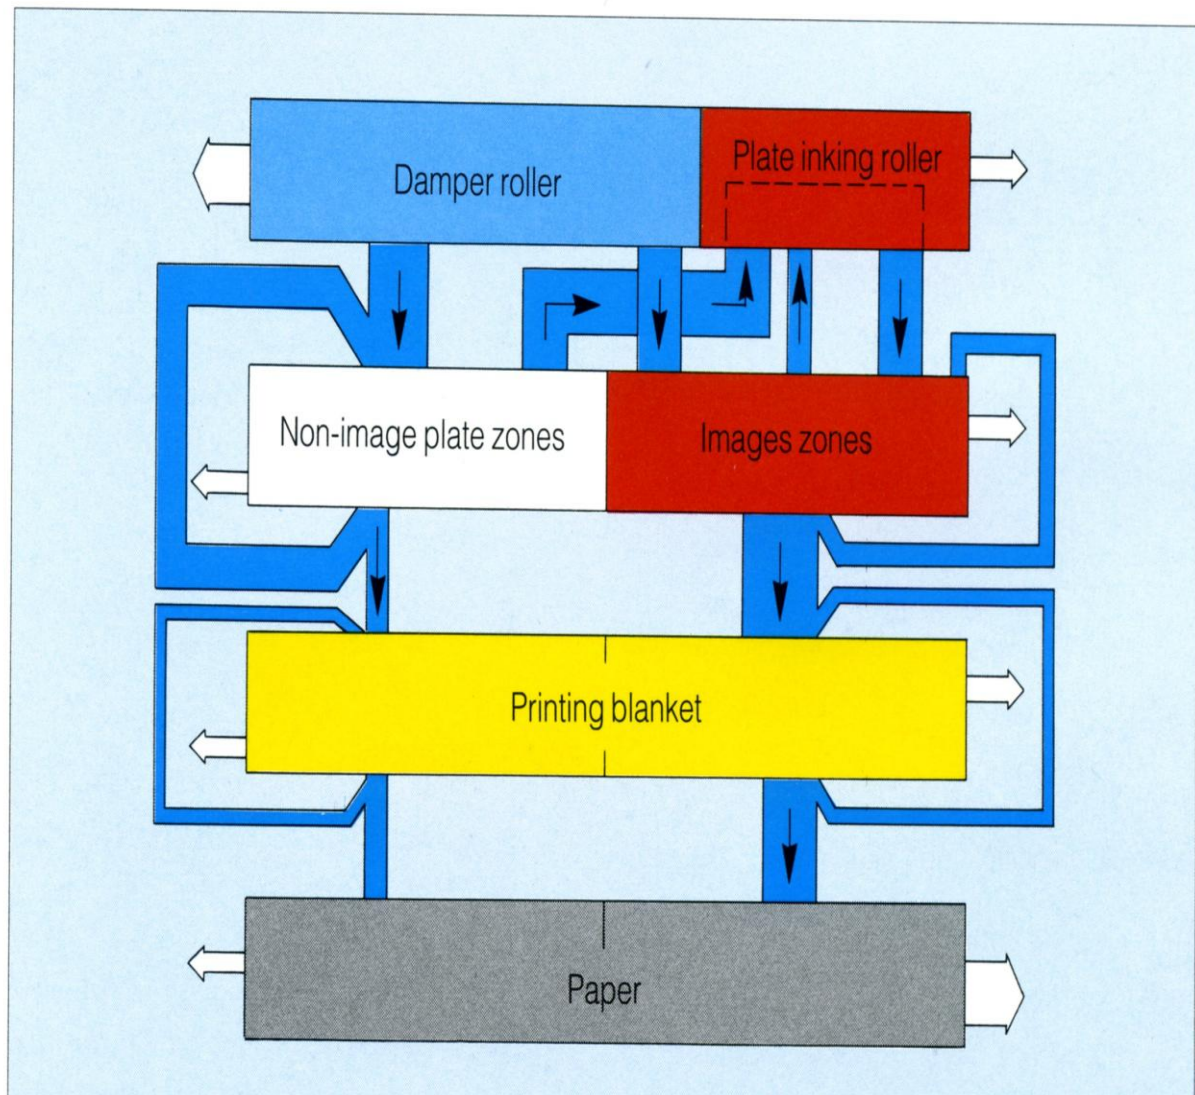 Damper roller
Plate inking roller
Non-image plate zones
Images zones
Printing blanket
Paper